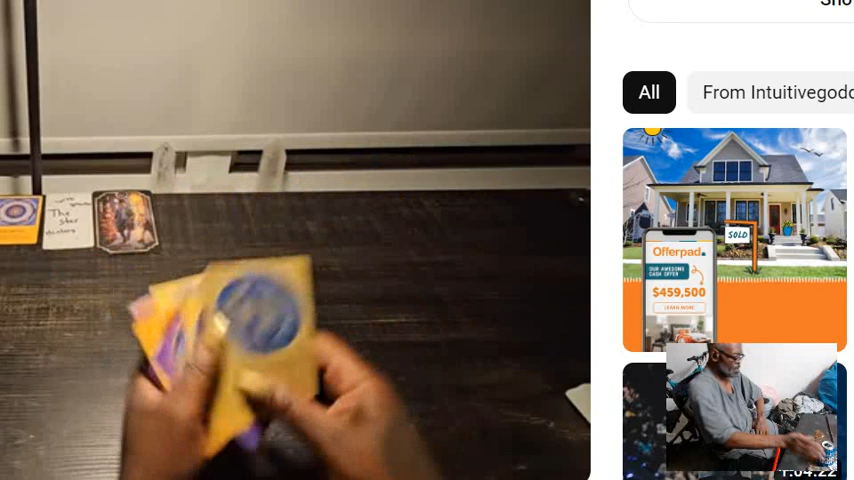 Sho
All
From Intuitivegodd
SOLD
Offerpad.
OUR AWESOME
CASH OFFER
$459,500
LEARN MORE
The
star
1:04:22